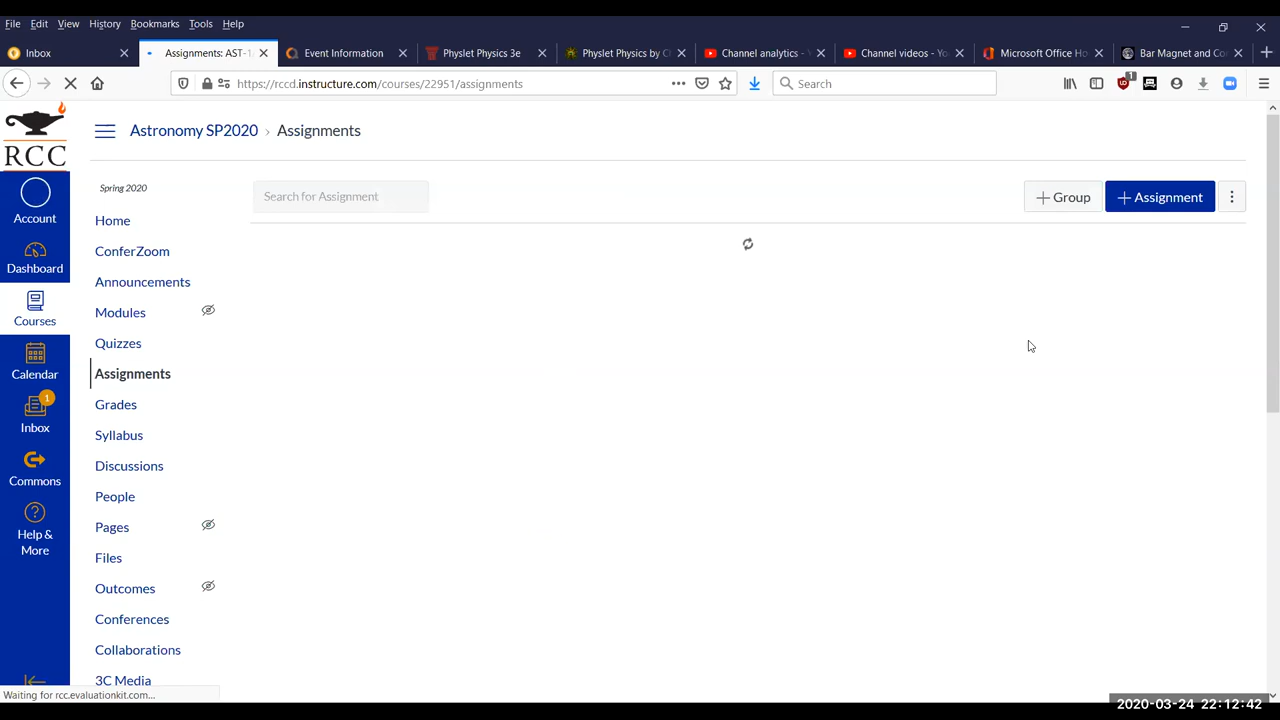 File Edit View History Bookmarks Tools Help
Inbox
Assignments: AST-1
Event Information
Physlet Physics 3e
Physlet Physics by C
Channel analytics - Y
Channel videos - Yo
Microsoft Office Ho
Bar Magnet and Co
https://rccd.instructure.com/courses/22951/assignments
Search
1
RCC
Account
Dashboard
Courses
Calendar
1
Inbox
Commons
Help &
More
Astronomy SP2020 › Assignments
Spring 2020
Home
ConferZoom
Announcements
Modules
Quizzes
Assignments
Grades
Syllabus
Discussions
People
Pages
Files
Outcomes
Conferences
Collaborations
3C Media
Search for Assignment
+ Group
+ Assignment
Waiting for rcc.evaluationkit.com...
2020-03-24 22:12:42